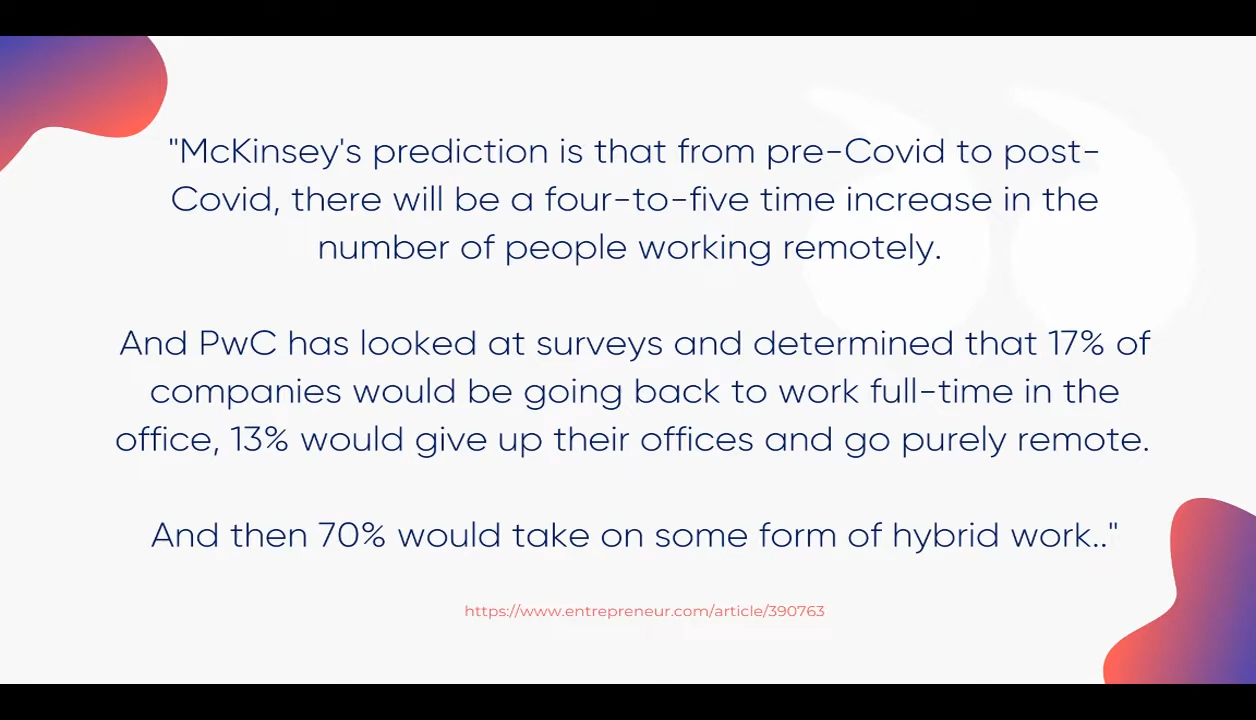 "McKinsey's prediction is that from pre-Covid to post-
Covid, there will be a four-to-five time increase in the
number of people working remotely.
And PwC has looked at surveys and determined that 17% of
companies would be going back to work full-time in the
office, 13% would give up their offices and go purely remote.
And then 70% would take on some form of hybrid work.."
https://www.entrepreneur.com/article/390763